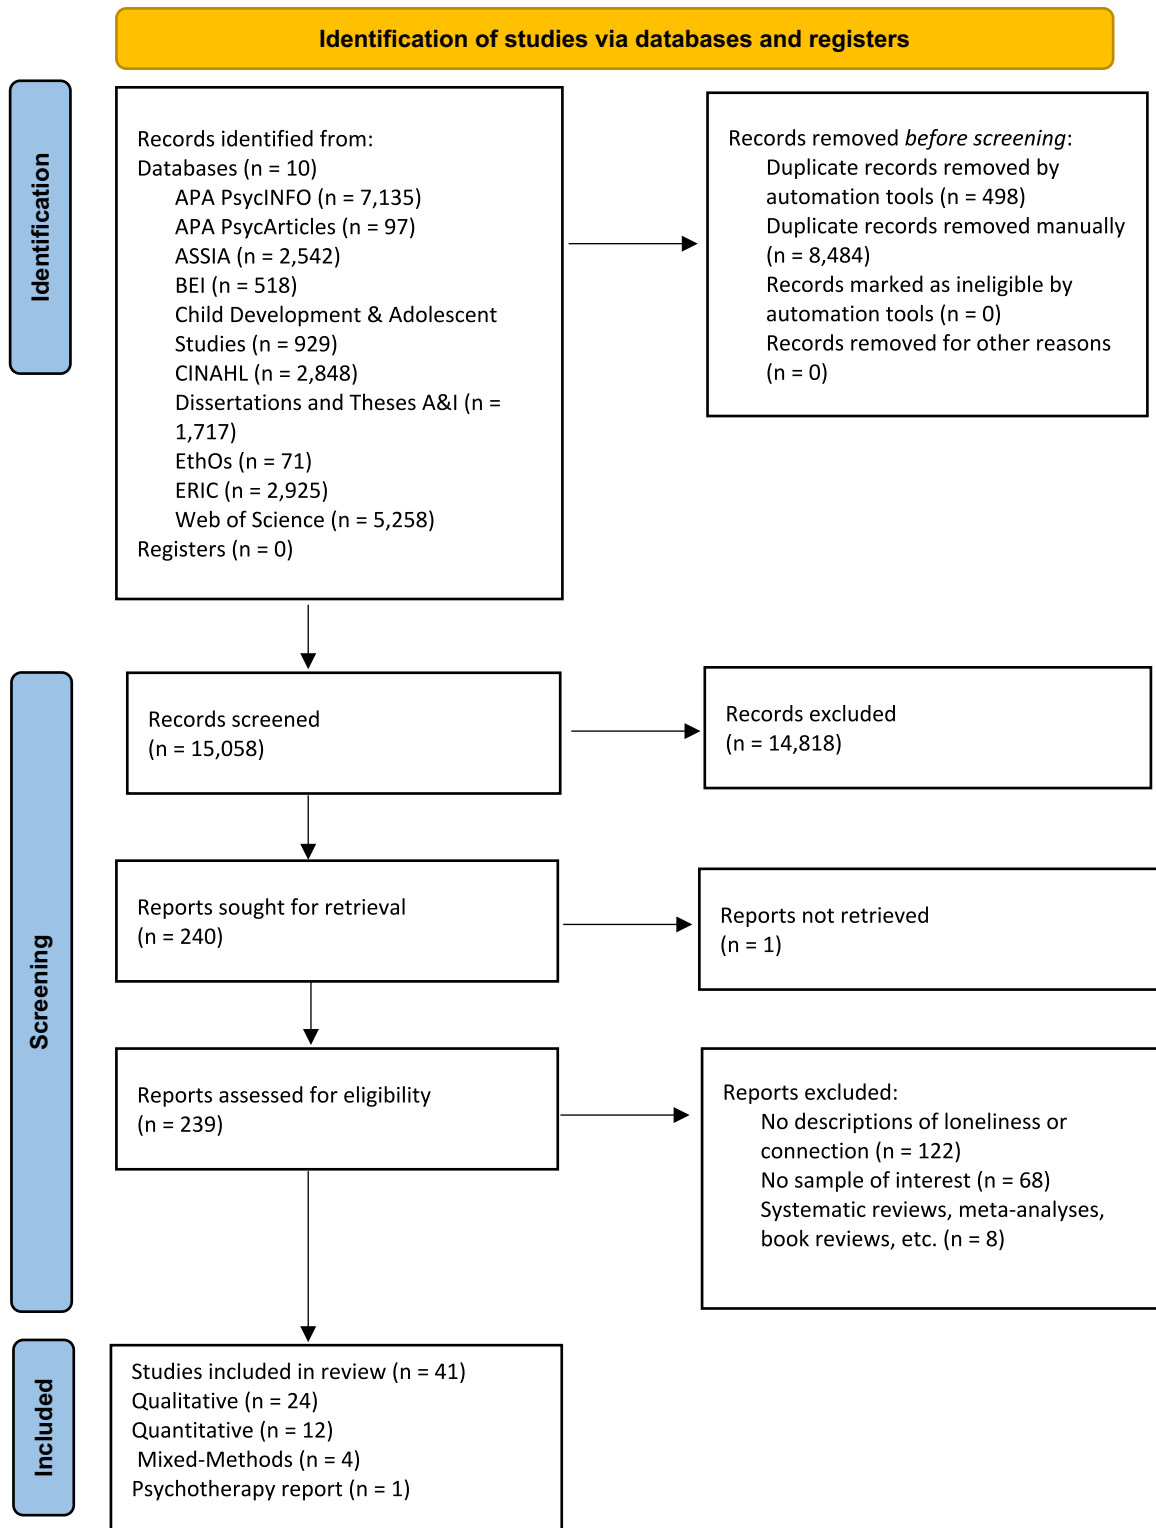 Identification of studies via databases and registers
Identification
Records identified from:
Databases (n = 10)
APA PsycINFO (n = 7,135)
APA PsycArticles (n = 97)
ASSIA (n = 2,542)
BEI (n = 518)
Child Development & Adolescent
Studies (n = 929)
CINAHL (n = 2,848)
Dissertations and Theses A&I (n =
1,717)
EthOs (n = 71)
ERIC (n = 2,925)
Web of Science (n = 5,258)
Registers (n = 0)
Records removed before screening:
Duplicate records removed by
automation tools (n = 498)
Duplicate records removed manually
(n = 8,484)
Records marked as ineligible by
automation tools (n = 0)
Records removed for other reasons
(n = 0)
Screening
Records screened
(n = 15,058)
Records excluded
(n = 14,818)
Reports sought for retrieval
(n = 240)
Reports not retrieved
(n = 1)
Reports assessed for eligibility
(n = 239)
Reports excluded:
No descriptions of loneliness or
connection (n = 122)
No sample of interest (n = 68)
Systematic reviews, meta-analyses,
book reviews, etc. (n = 8)
Included
Studies included in review (n = 41)
Qualitative (n = 24)
Quantitative (n = 12)
Mixed-Methods (n = 4)
Psychotherapy report (n = 1)